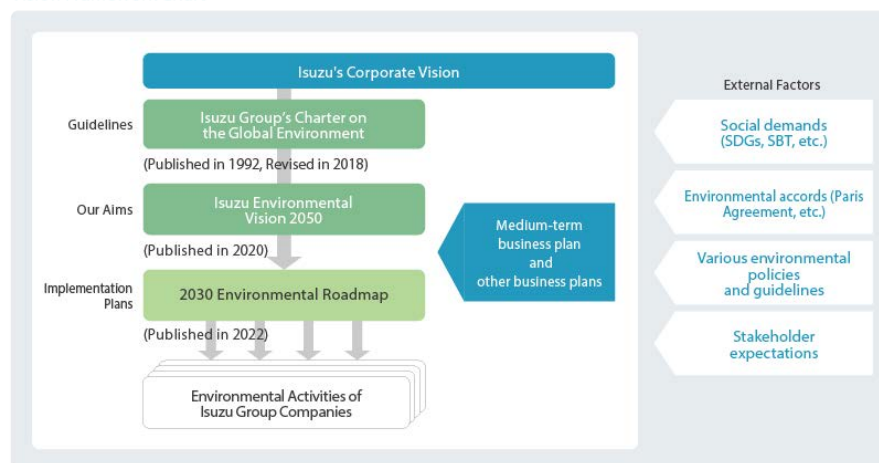 Isuzu's Corporate Vision
Guidelines
Isuzu Group's Charter on
the Global Environment
(Published in 1992, Revised in 2018)
Our Aims
Isuzu Environmental
Vision 2050
(Published in 2020)
Implementation
Plans
2030 Environmental Roadmap
(Published in 2022)
Environmental Activities of
Isuzu Group Companies
Medium-term
business plan
and
other business plans
External Factors
Social demands
(SDGs, SBT, etc.)
Environmental accords (Paris
Agreement, etc.)
Various environmental
policies
and guidelines
Stakeholder
expectations